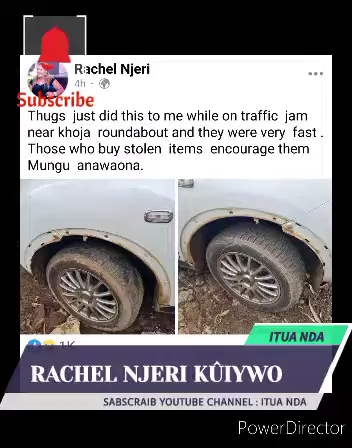 Rachel Njeri
4h
Subscribe
Thugs just did this to me while on traffic jam
near khoja roundabout and they were very fast .
Those who buy stolen items encourage them
Mungu anawaona.
1K
ITUA NDA
RACHEL NJERI KÛIYWO
SABSCRAIB YOUTUBE CHANNEL : ITUA NDA
PowerDirector